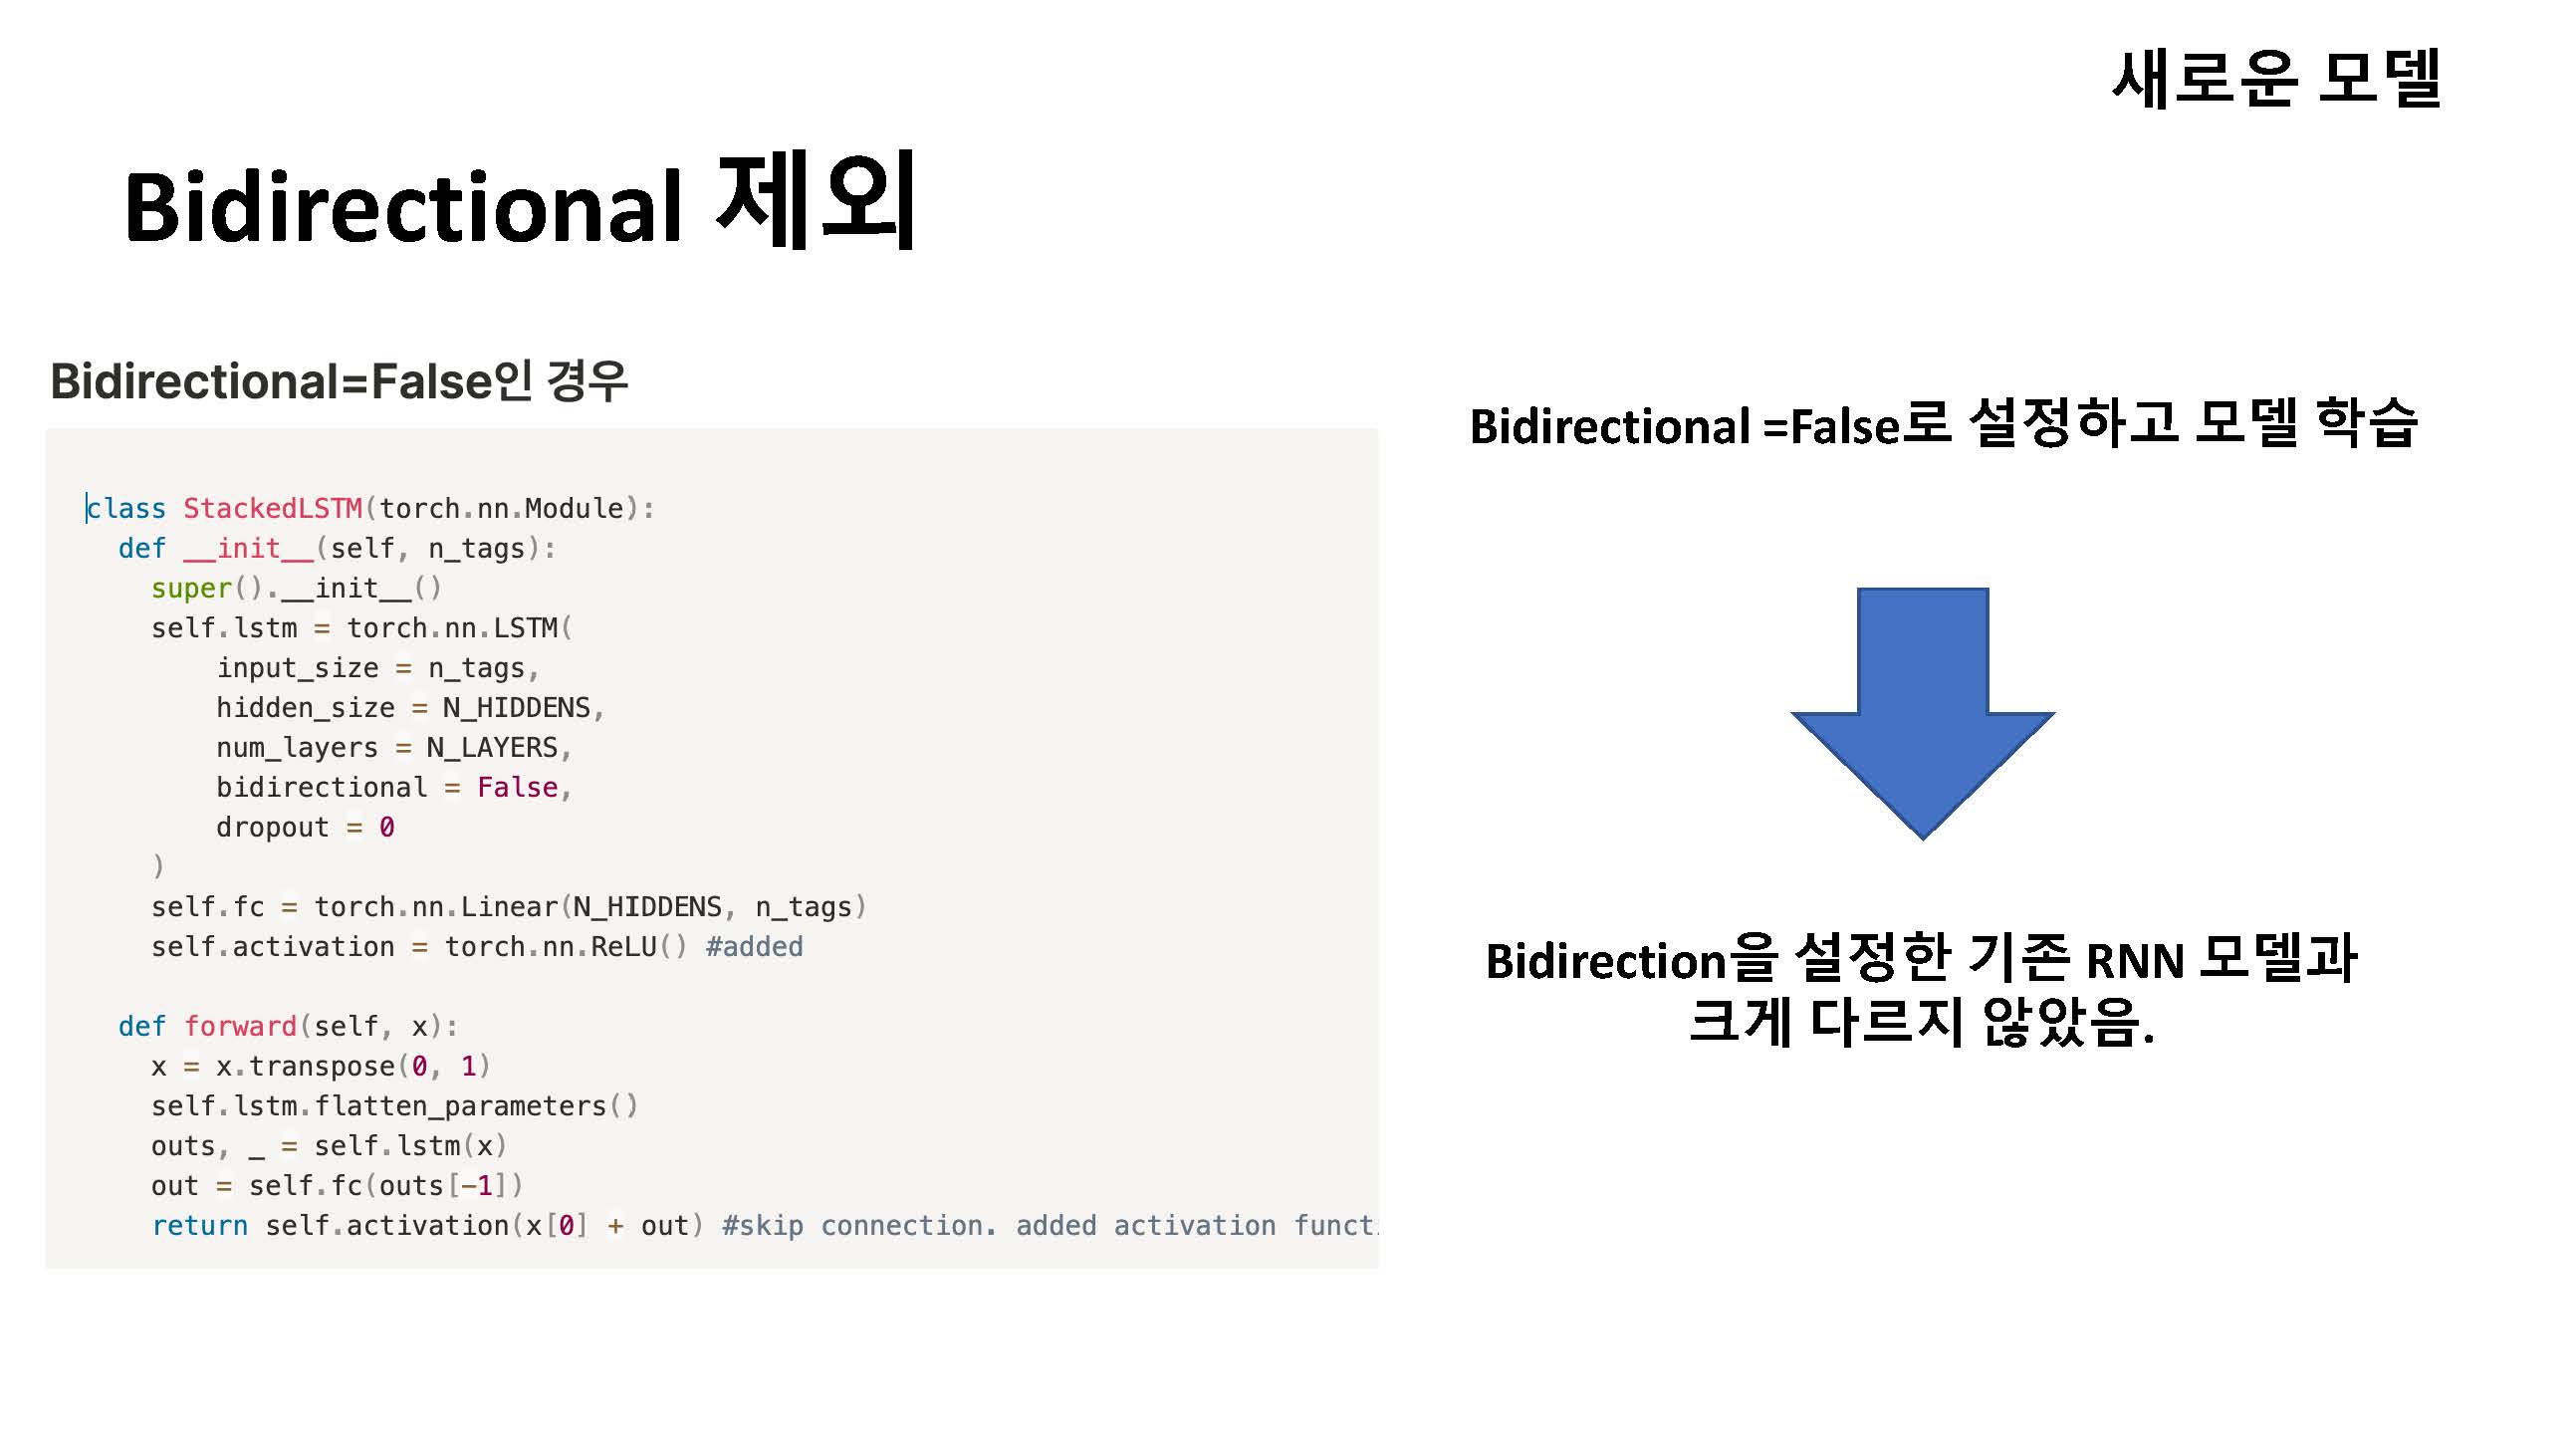 새로운 모델
Bidirectional 제외
Bidirectional=False인 경우
class StackedLSTM(torch.nn.Module):
  def __init__(self, n_tags):
    super().__init__()
    self.lstm = torch.nn.LSTM(
        input_size = n_tags,
        hidden_size = N_HIDDENS,
        num_layers = N_LAYERS,
        bidirectional = False,
        dropout = 0
    )
    self.fc = torch.nn.Linear(N_HIDDENS, n_tags)
    self.activation = torch.nn.ReLU() #added
  def forward(self, x):
    x = x.transpose(0, 1)
    self.lstm.flatten_parameters()
    outs, _ = self.lstm(x)
    out = self.fc(outs[-1])
    return self.activation(x[0] + out) #skip connection. added activation funct
Bidirectional =False로 설정하고 모델 학습
Bidirection을 설정한 기존 RNN 모델과
크게 다르지 않았음.